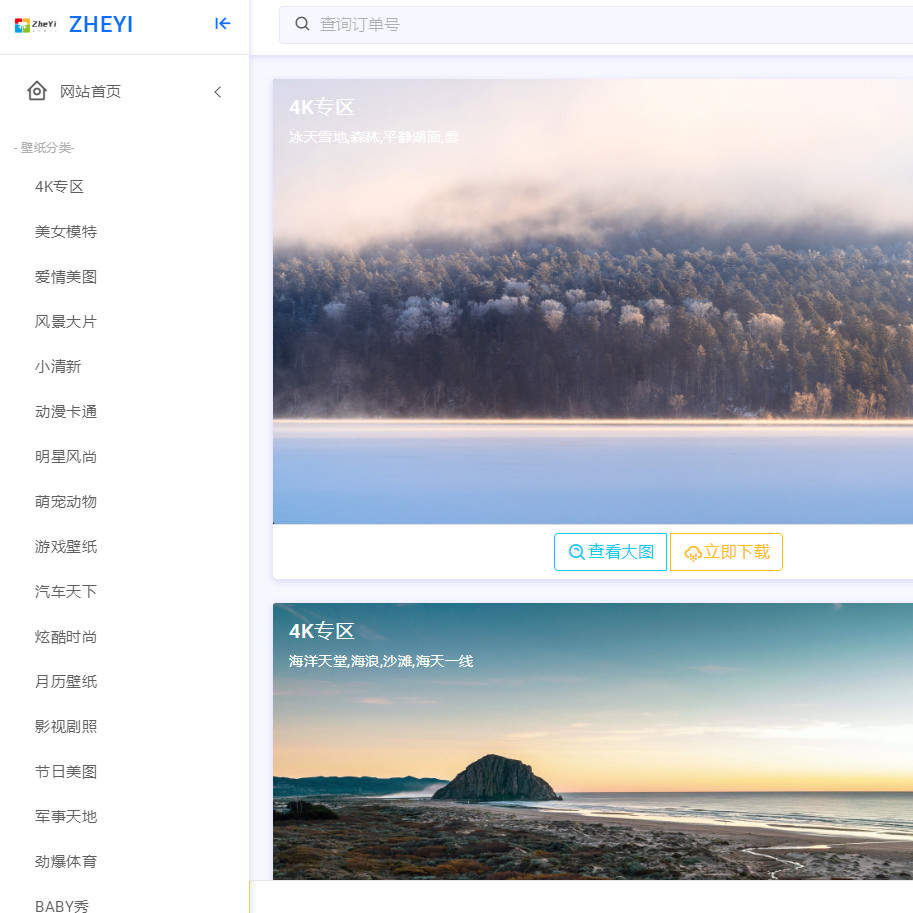 ZheYi
ZHEYI
查询订单号
网站首页
- 壁纸分类-
4K专区
美女模特
爱情美图
风景大片
小清新
动漫卡通
明星风尚
萌宠动物
游戏壁纸
汽车天下
炫酷时尚
月历壁纸
影视剧照
节日美图
军事天地
劲爆体育
BABY秀
4K专区
冰天雪地,森林,平静湖面,雾
查看大图
立即下载
4K专区
海洋天堂,海浪,沙滩,海天一线